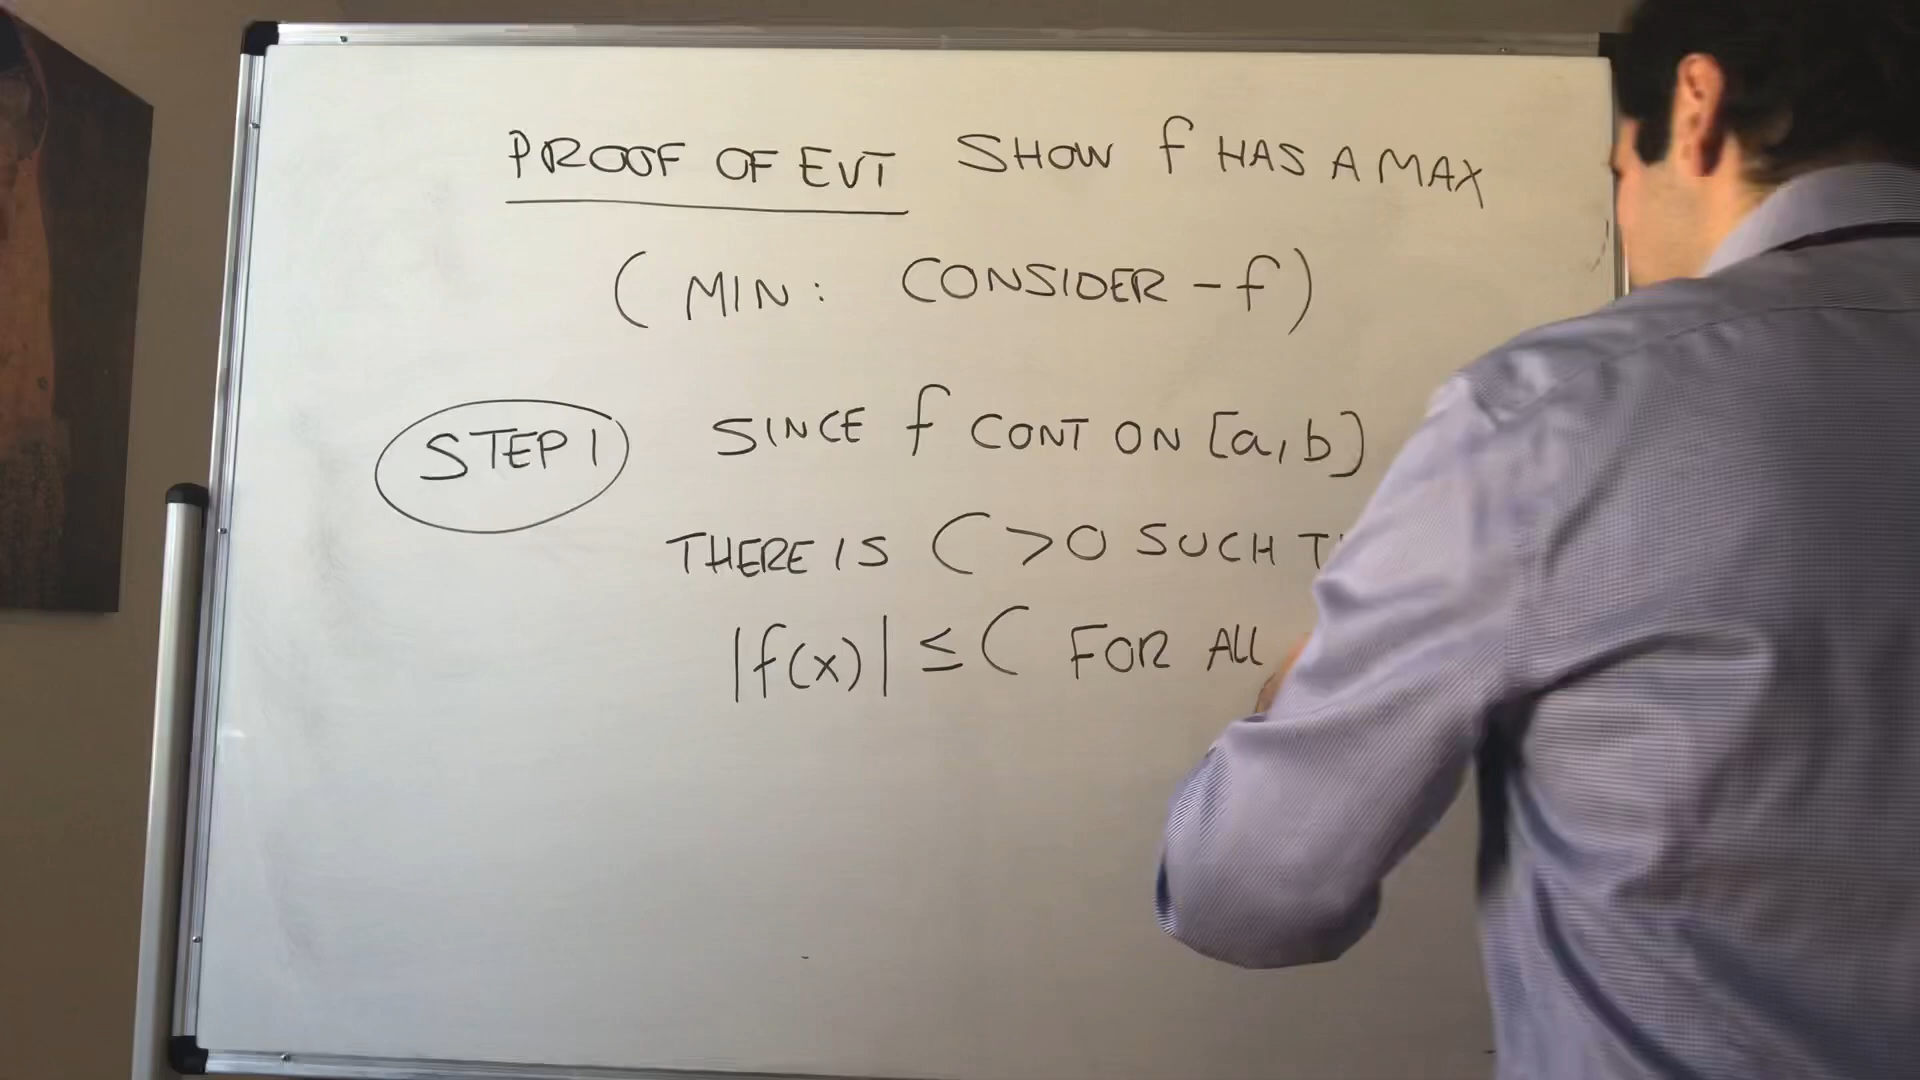 PROOF OF EVT SHOW f HAS A MAX
(MIN: CONSIDER -f)
STEP 1 SINCE f CONT ON [a,b]
THERE IS C > 0 SUCH
|f(x)| ≤ C FOR ALL